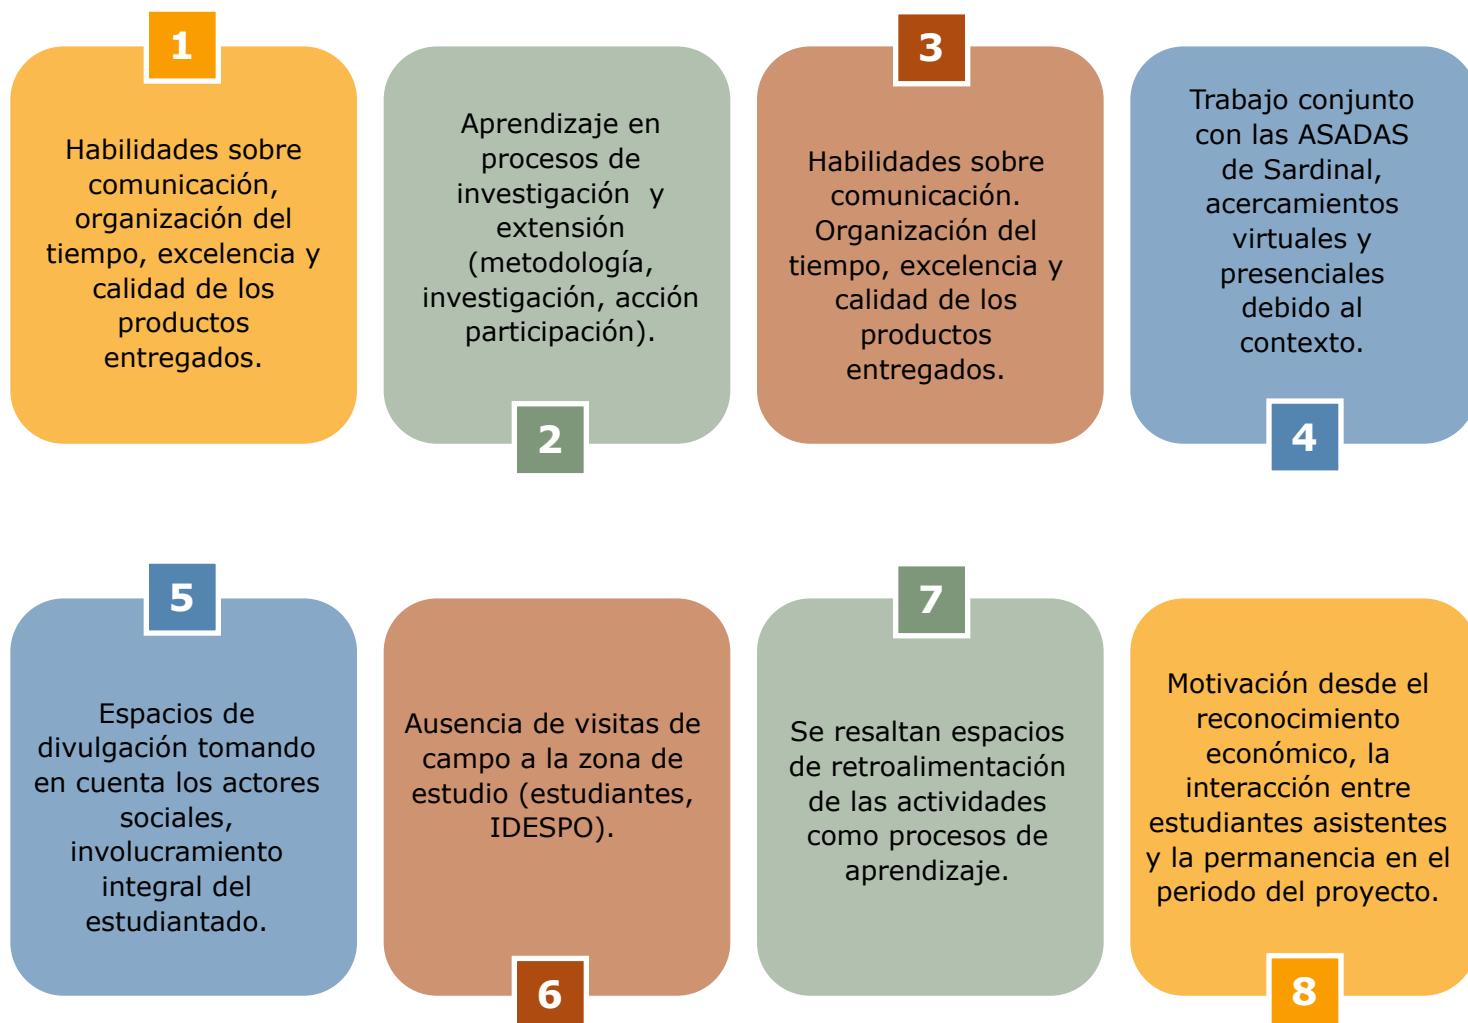 1
Habilidades sobre
comunicación,
organización del
tiempo, excelencia y
calidad de los
productos
entregados.
Aprendizaje en
procesos de
investigación y
extensión
(metodología,
investigación, acción
participación).
2
3
Habilidades sobre
comunicación.
Organización del
tiempo, excelencia y
calidad de los
productos
entregados.
Trabajo conjunto
con las ASADAS
de Sardinal,
acercamientos
virtuales y
presenciales
debido al
contexto.
4
5
Espacios de
divulgación tomando
en cuenta los actores
sociales,
involucramiento
integral del
estudiantado.
Ausencia de visitas de
campo a la zona de
estudio (estudiantes,
IDESPO).
6
7
Se resaltan espacios
de retroalimentación
de las actividades
como procesos de
aprendizaje.
Motivación desde el
reconocimiento
económico, la
interacción entre
estudiantes asistentes
y la permanencia en el
periodo del proyecto.
8